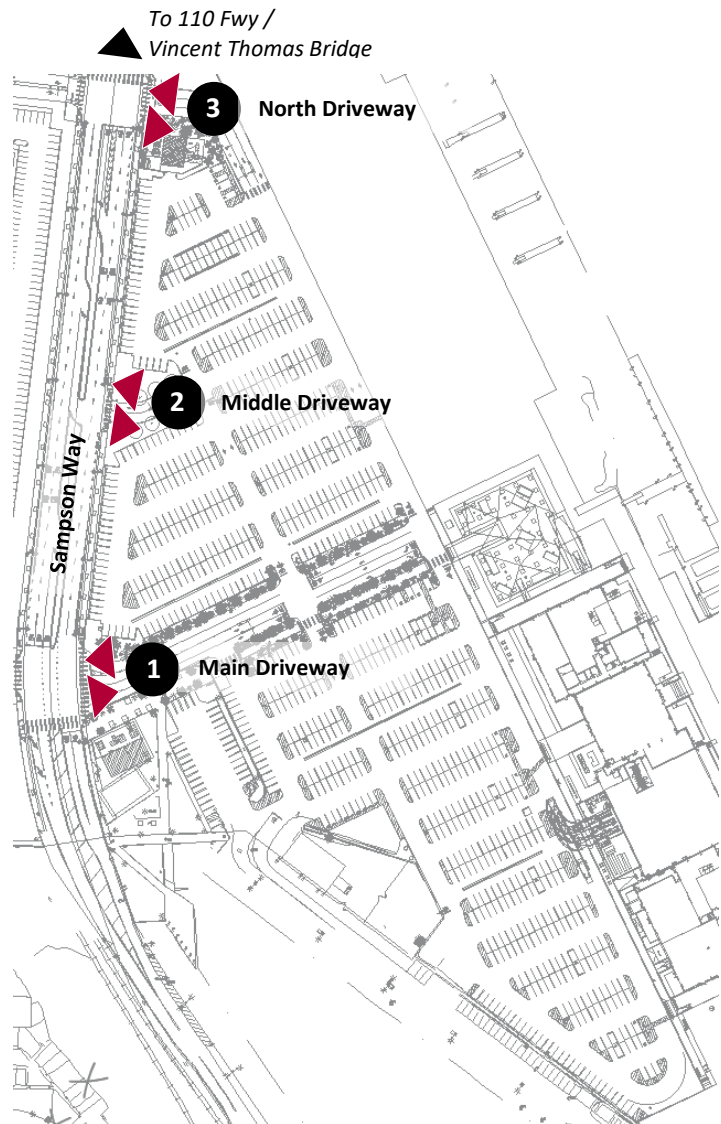 To 110 Fwy /
Vincent Thomas Bridge
3
North Driveway
2
Middle Driveway
Sampson Way
1
Main Driveway